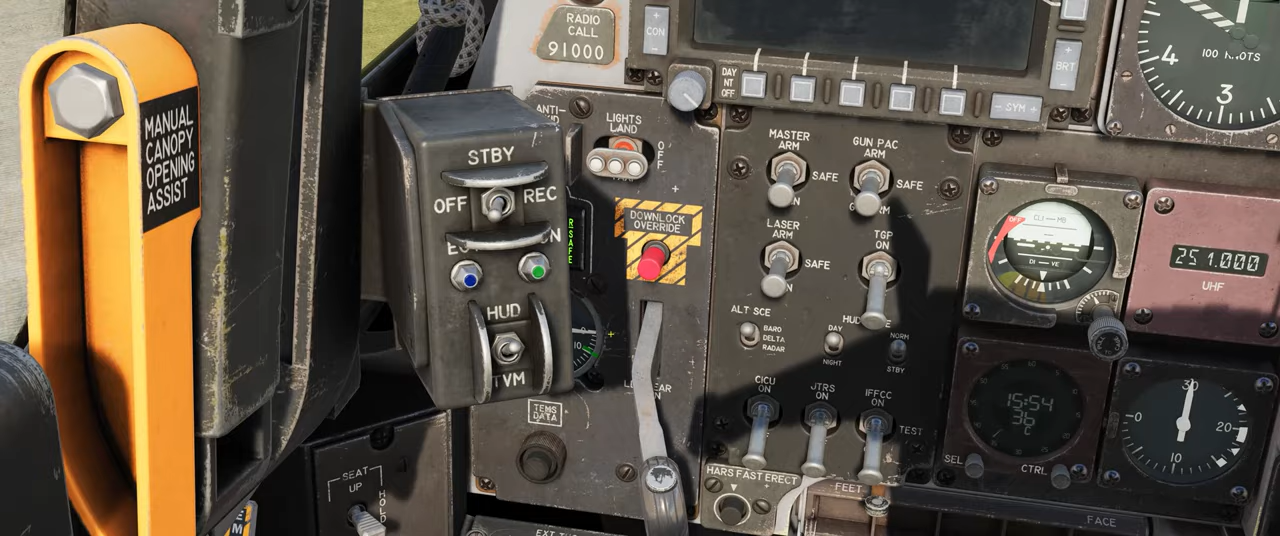 MANUAL
CANOPY
OPENING
ASSIST
RADIO
CALL
91000
CON
DAY
NT
OFF
- SYM +
+
BRT
4
3
100 KNOTS
STBY
OFF
REC
HUD
TVM
ANTI-
LIGHTS
LAND
OFF
DOWNLOCK
OVERRIDE
TEMS
DATA
SEAT
UP
HOLD
MASTER
ARM
SAFE
GUN PAC
ARM
SAFE
LASER
ARM
SAFE
TGP
ON
ALT SCE
BARO
DELTA
RADAR
DAY
NIGHT
NORM
STBY
CICU
ON
JTRS
ON
IFFCC
ON
TEST
HARS FAST ERECT
FEET
OFF
251.000
UHF
15:54
36
C
SEL
CTRL
30
0
20
10
FACE